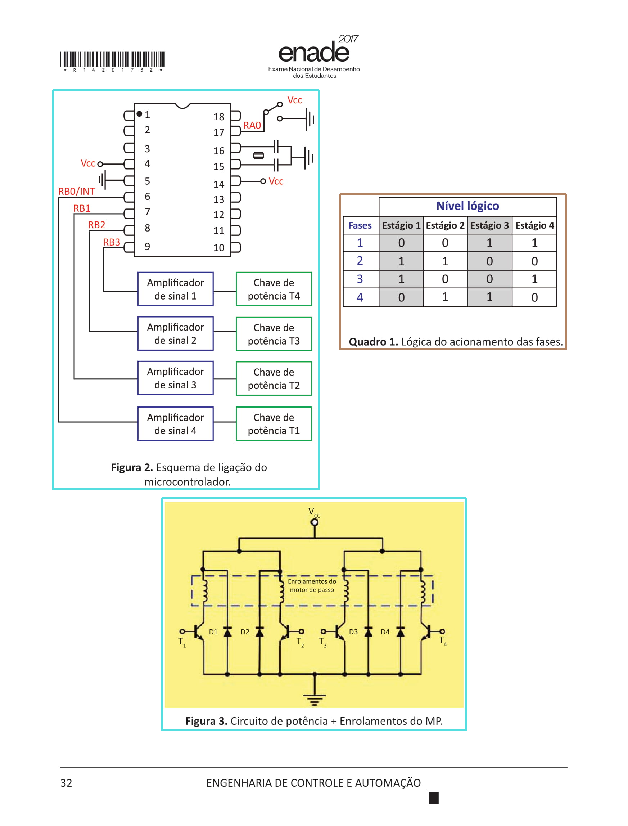 2017
enade
Exame Nacional de Desempenho
dos Estudantes
1
2
3
4
5
6
7
8
9
18
17
16
15
14
13
12
11
10
Vcc
RA0
Vcc
Vcc
RB0/INT
RB1
RB2
RB3
Amplificador
de sinal 1
Chave de
potência T4
Amplificador
de sinal 2
Chave de
potência T3
Amplificador
de sinal 3
Chave de
potência T2
Amplificador
de sinal 4
Chave de
potência T1
Figura 2. Esquema de ligação do
microcontrolador.
Nível lógico
Fases Estágio 1 Estágio 2 Estágio 3 Estágio 4
1 0 0 1 1
2 1 1 0 0
3 1 0 0 1
4 0 1 1 0
Quadro 1. Lógica do acionamento das fases.
Enrolamentos do
motor de passo
D1 D2 D3 D4
T1 T2 T3
Figura 3. Circuito de potência + Enrolamentos do MP.
32
ENGENHARIA DE CONTROLE E AUTOMAÇÃO